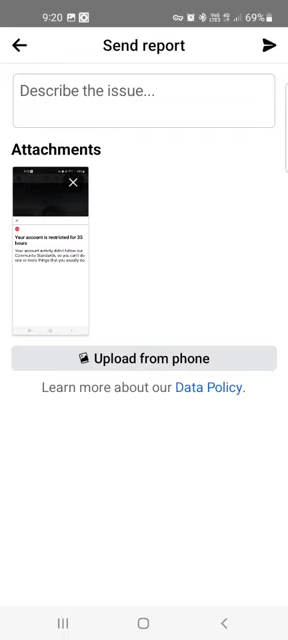 9:20 69%
Send report
Describe the issue...
Attachments
Your account is restricted for 35
hours
Your account activity didn't follow our
Community Standards, so you can't do
one or more things that you usually do
Upload from phone
Learn more about our Data Policy.